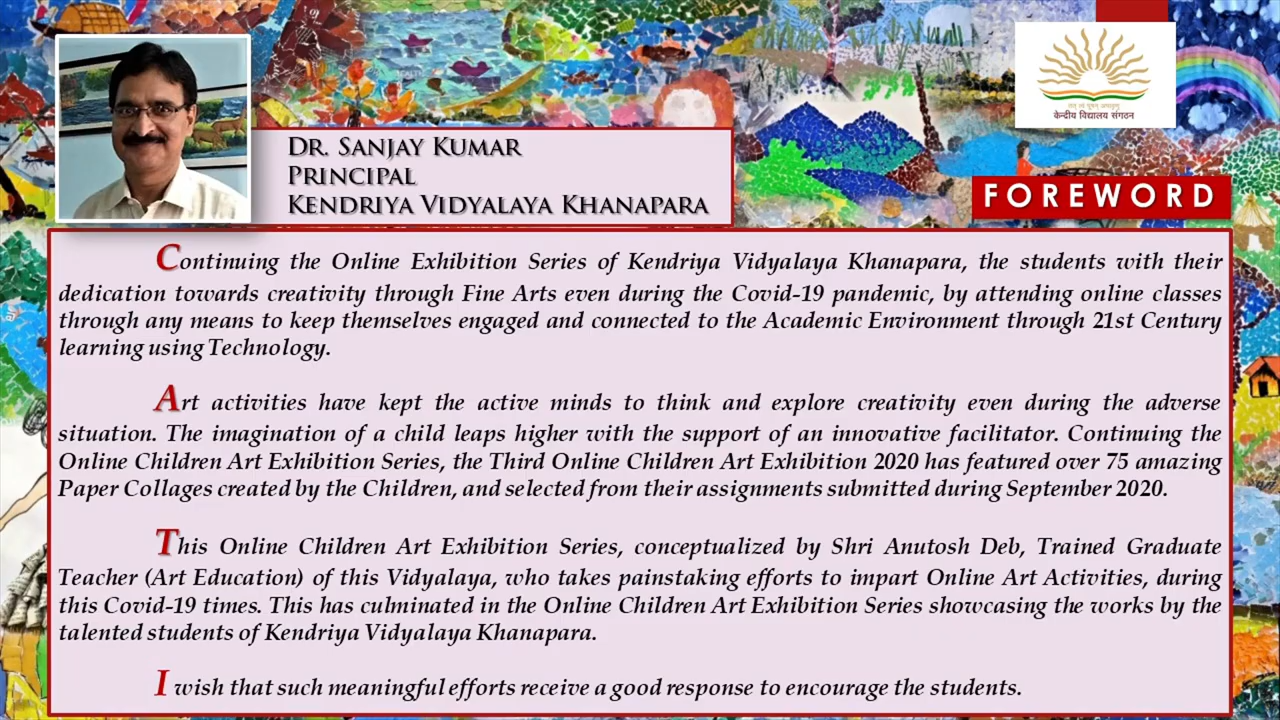 DR. SANJAY KUMAR
PRINCIPAL
KENDRIYA VIDYALAYA KHANAPARA
केन्द्रीय विद्यालय संगठन
FOREWORD
Continuing the Online Exhibition Series of Kendriya Vidyalaya Khanapara, the students with their
dedication towards creativity through Fine Arts even during the Covid-19 pandemic, by attending online classes
through any means to keep themselves engaged and connected to the Academic Environment through 21st Century
learning using Technology.
Art activities have kept the active minds to think and explore creativity even during the adverse
situation. The imagination of a child leaps higher with the support of an innovative facilitator. Continuing the
Online Children Art Exhibition Series, the Third Online Children Art Exhibition 2020 has featured over 75 amazing
Paper Collages created by the Children, and selected from their assignments submitted during September 2020.
This Online Children Art Exhibition Series, conceptualized by Shri Anutosh Deb, Trained Graduate
Teacher (Art Education) of this Vidyalaya, who takes painstaking efforts to impart Online Art Activities, during
this Covid-19 times. This has culminated in the Online Children Art Exhibition Series showcasing the works by the
talented students of Kendriya Vidyalaya Khanapara.
I wish that such meaningful efforts receive a good response to encourage the students.